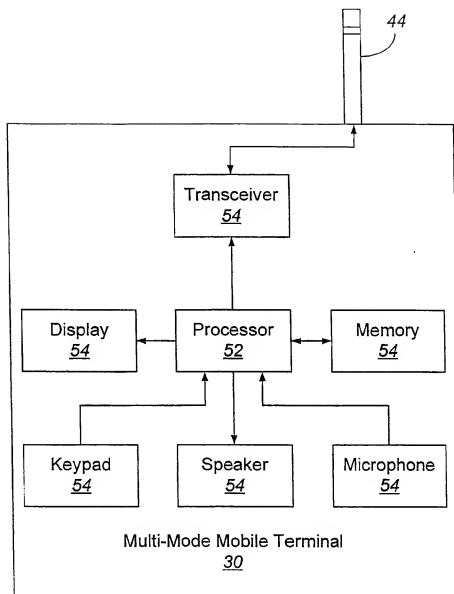 44
Transceiver
54
Display
54
Processor
52
Memory
54
Keypad
54
Speaker
54
Microphone
54
Multi-Mode Mobile Terminal
30